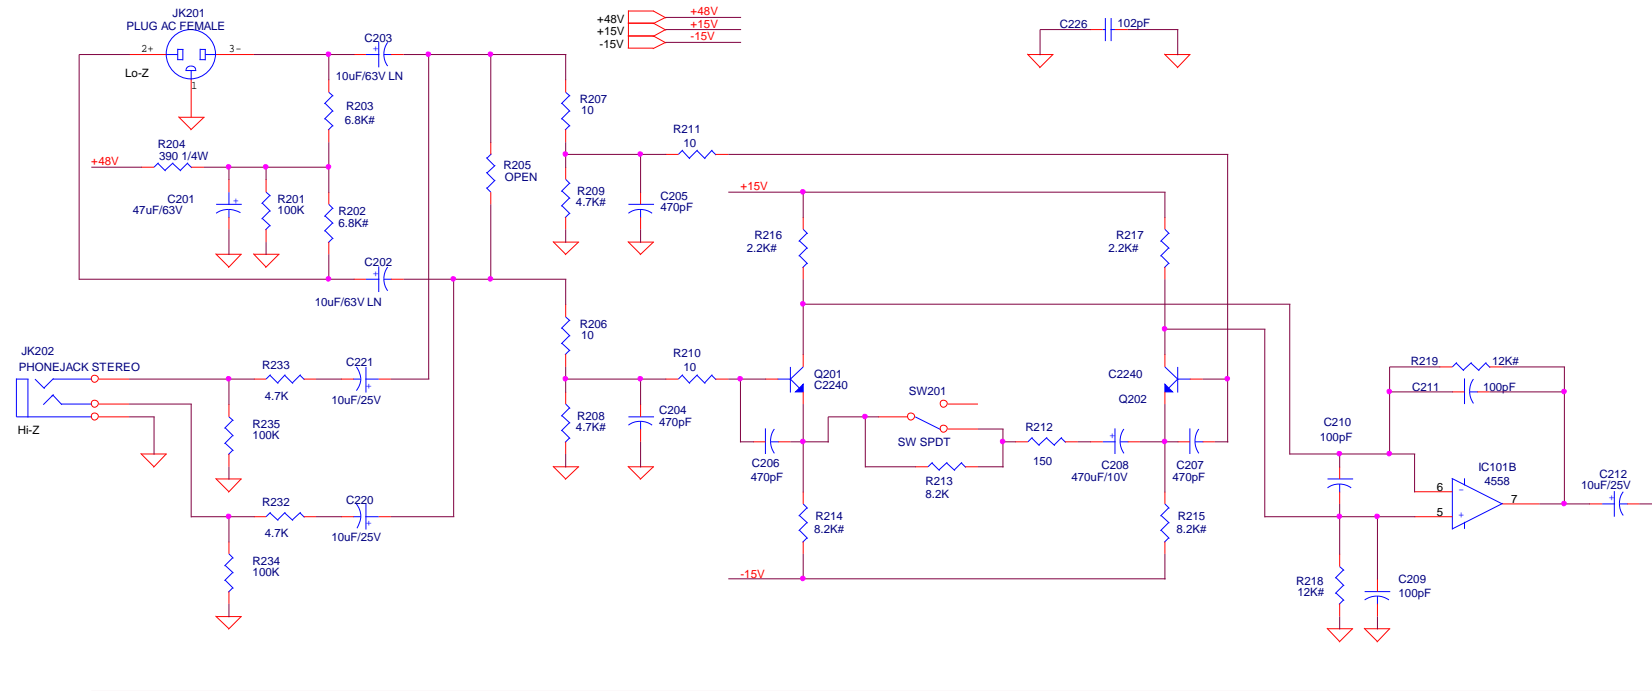 JK201
PLUG AC FEMALE
2+
3-
1
Lo-Z
C203
10uF/63V LN
+48V
+15V
-15V
+48V
+15V
-15V
C226
102pF
R203
6.8K#
R204
390 1/4W
+48V
C201
47uF/63V
R201
100K
R202
6.8K#
C202
10uF/63V LN
R205
OPEN
R207
10
R211
10
R209
4.7K#
C205
470pF
+15V
R216
2.2K#
R217
2.2K#
R206
10
R210
10
R208
4.7K#
C204
470pF
Q201
C2240
C2240
Q202
SW201
SW SPDT
R212
150
R213
8.2K
C206
470pF
C208
470uF/10V
C207
470pF
R214
8.2K#
R215
8.2K#
-15V
JK202
PHONEJACK STEREO
Hi-Z
R233
4.7K
C221
10uF/25V
R235
100K
R232
4.7K
C220
10uF/25V
R234
100K
R219
12K#
C211
100pF
C210
100pF
IC101B
4558
6
5
7
C212
10uF/25V
R218
12K#
C209
100pF